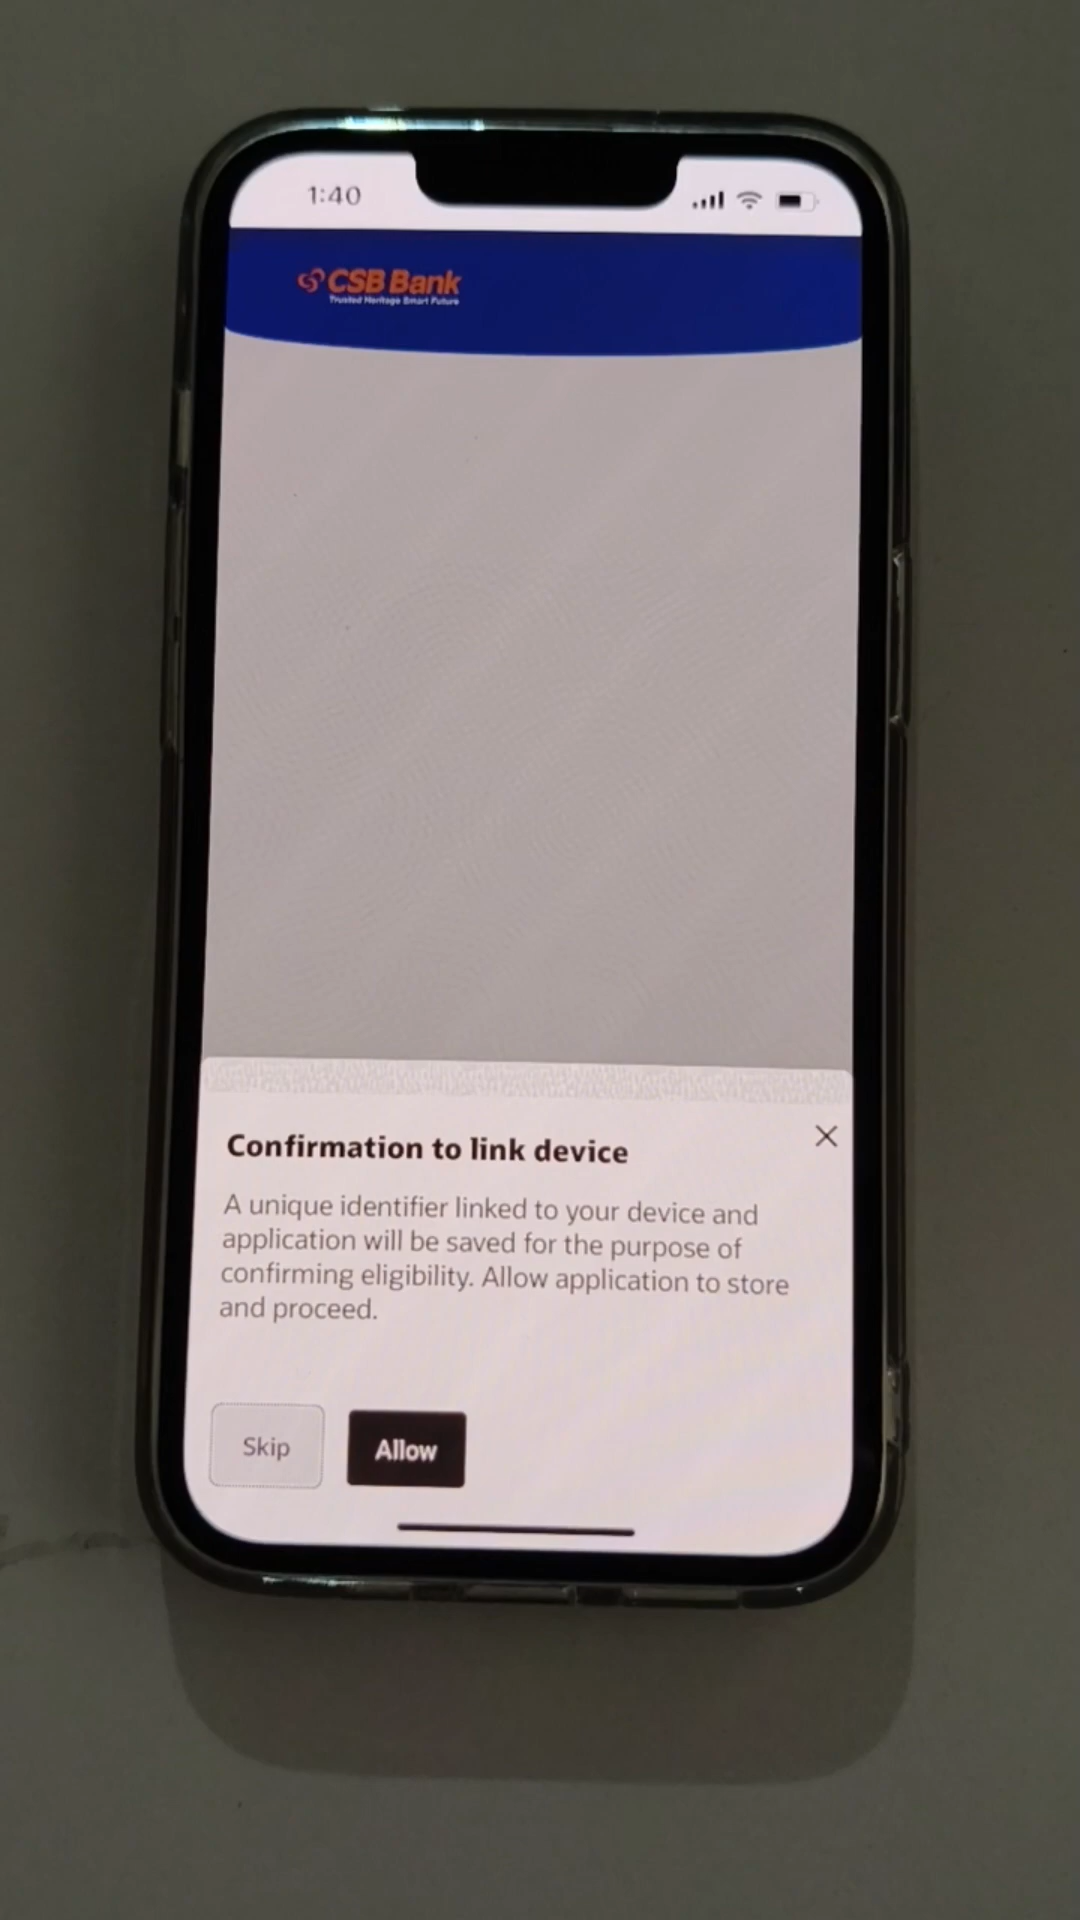 1:40
CSB Bank
Trusted Heritage Smart Future
Confirmation to link device
A unique identifier linked to your device and
application will be saved for the purpose of
confirming eligibility. Allow application to store
and proceed.
Skip
Allow